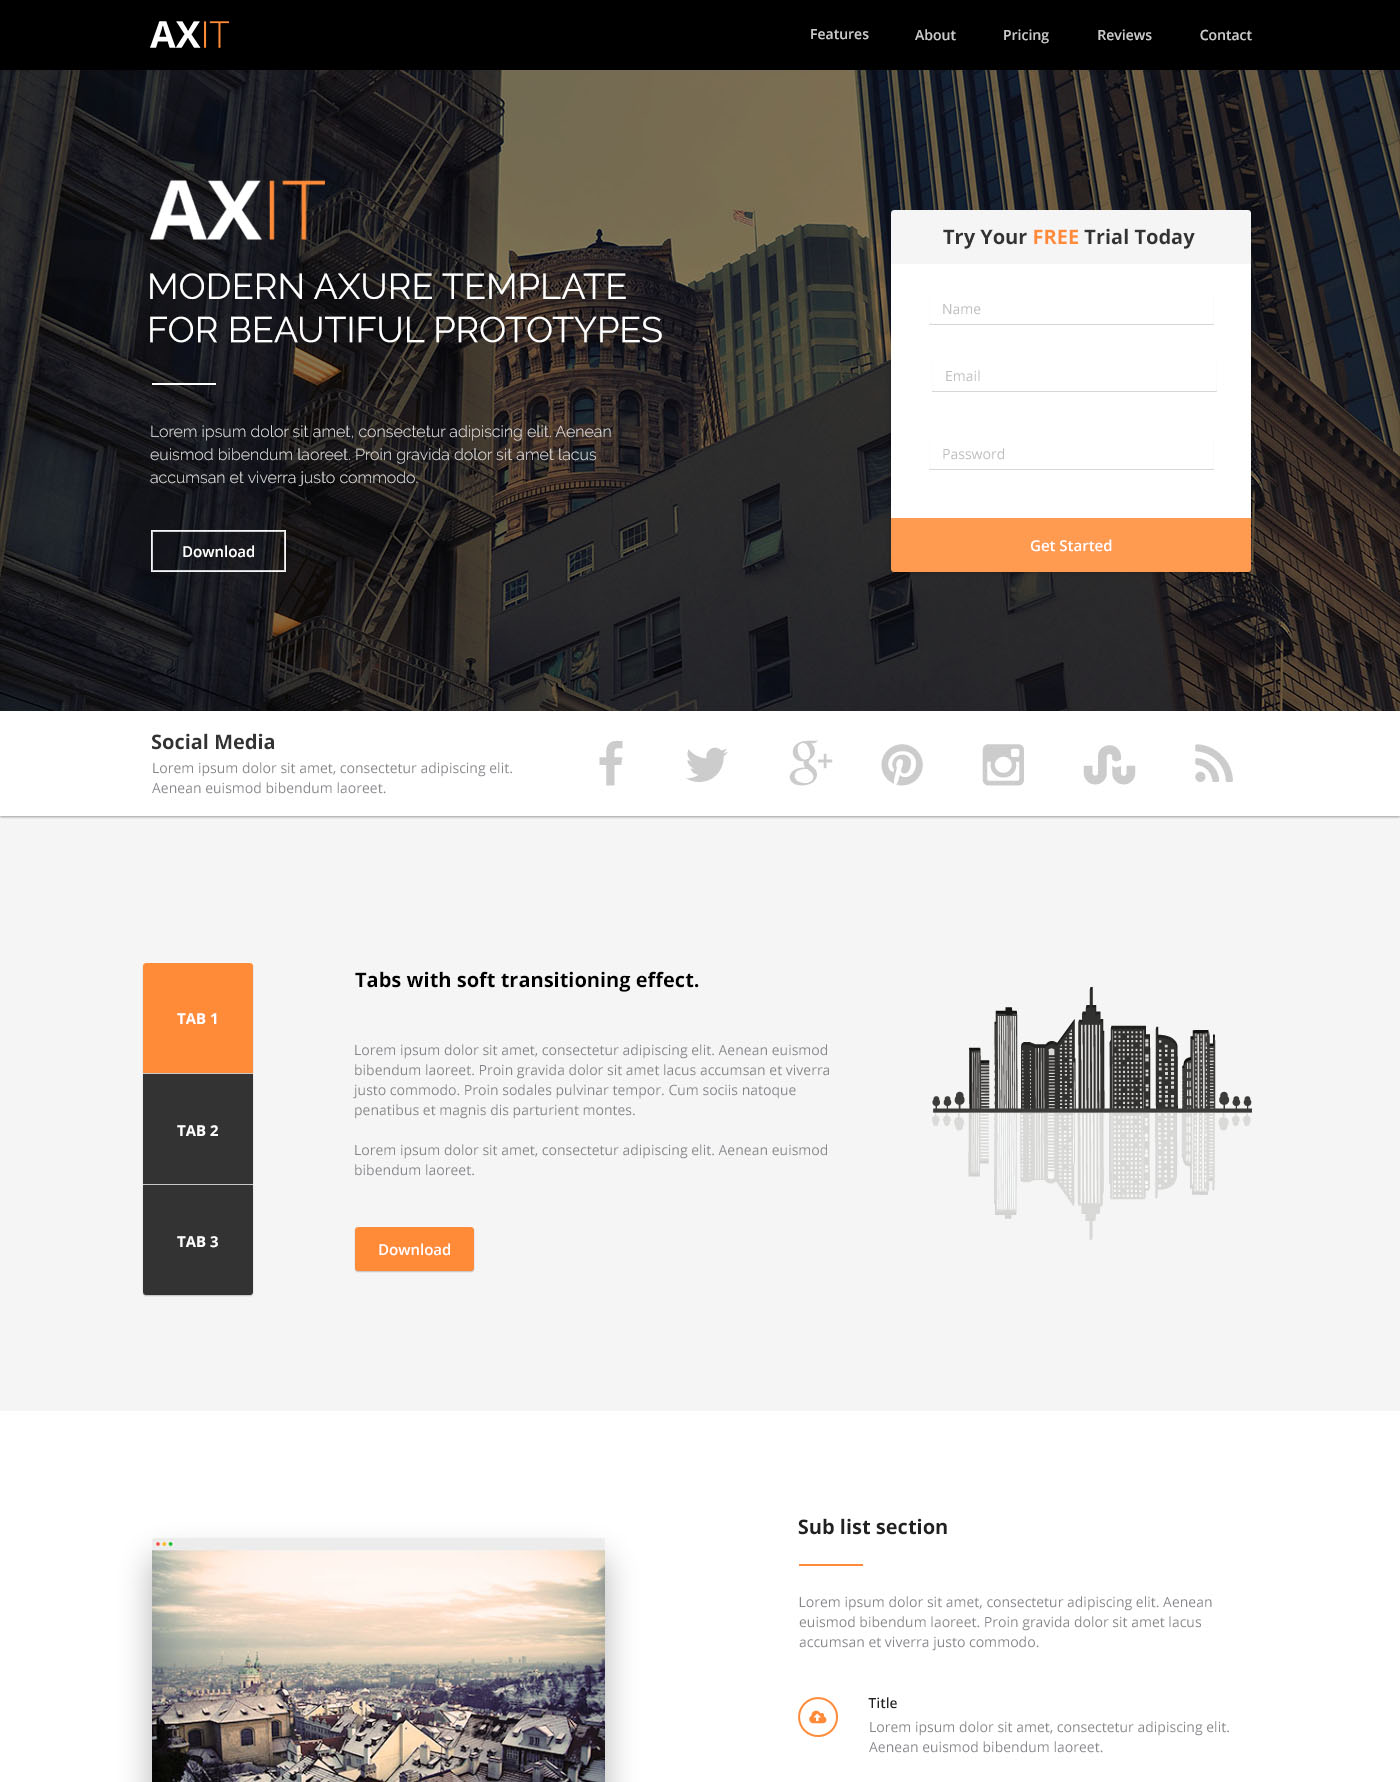 AXIT
Features
About
Pricing
Reviews
Contact
AXIT
MODERN AXURE TEMPLATE
FOR BEAUTIFUL PROTOTYPES
Lorem ipsum dolor sit amet, consectetur adipiscing elit. Aenean
euismod bibendum laoreet. Proin gravida dolor sit amet lacus
accumsan et viverra justo commodo.
Download
Try Your FREE Trial Today
Name
Email
Password
Get Started
Social Media
Lorem ipsum dolor sit amet, consectetur adipiscing elit.
Aenean euismod bibendum laoreet.
TAB 1
TAB 2
TAB 3
Tabs with soft transitioning effect.
Lorem ipsum dolor sit amet, consectetur adipiscing elit. Aenean euismod
bibendum laoreet. Proin gravida dolor sit amet lacus accumsan et viverra
justo commodo. Proin sodales pulvinar tempor. Cum sociis natoque
penatibus et magnis dis parturient montes.
Lorem ipsum dolor sit amet, consectetur adipiscing elit. Aenean euismod
bibendum laoreet.
Download
Sub list section
Lorem ipsum dolor sit amet, consectetur adipiscing elit. Aenean
euismod bibendum laoreet. Proin gravida dolor sit amet lacus
accumsan et viverra justo commodo.
Title
Lorem ipsum dolor sit amet, consectetur adipiscing elit.
Aenean euismod bibendum laoreet.